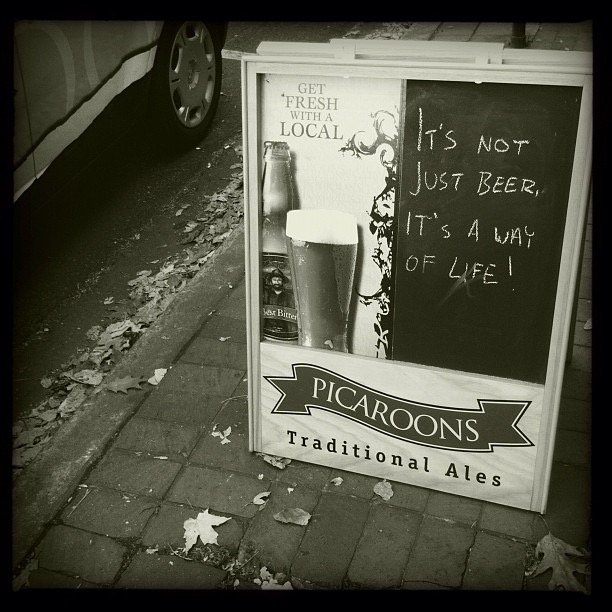 GET
FRESH
WITH A
LOCAL
IT'S NOT
JUST BEER,
IT'S A WAY
OF LIFE!
Best Bitter
PICAROONS
Traditional Ales